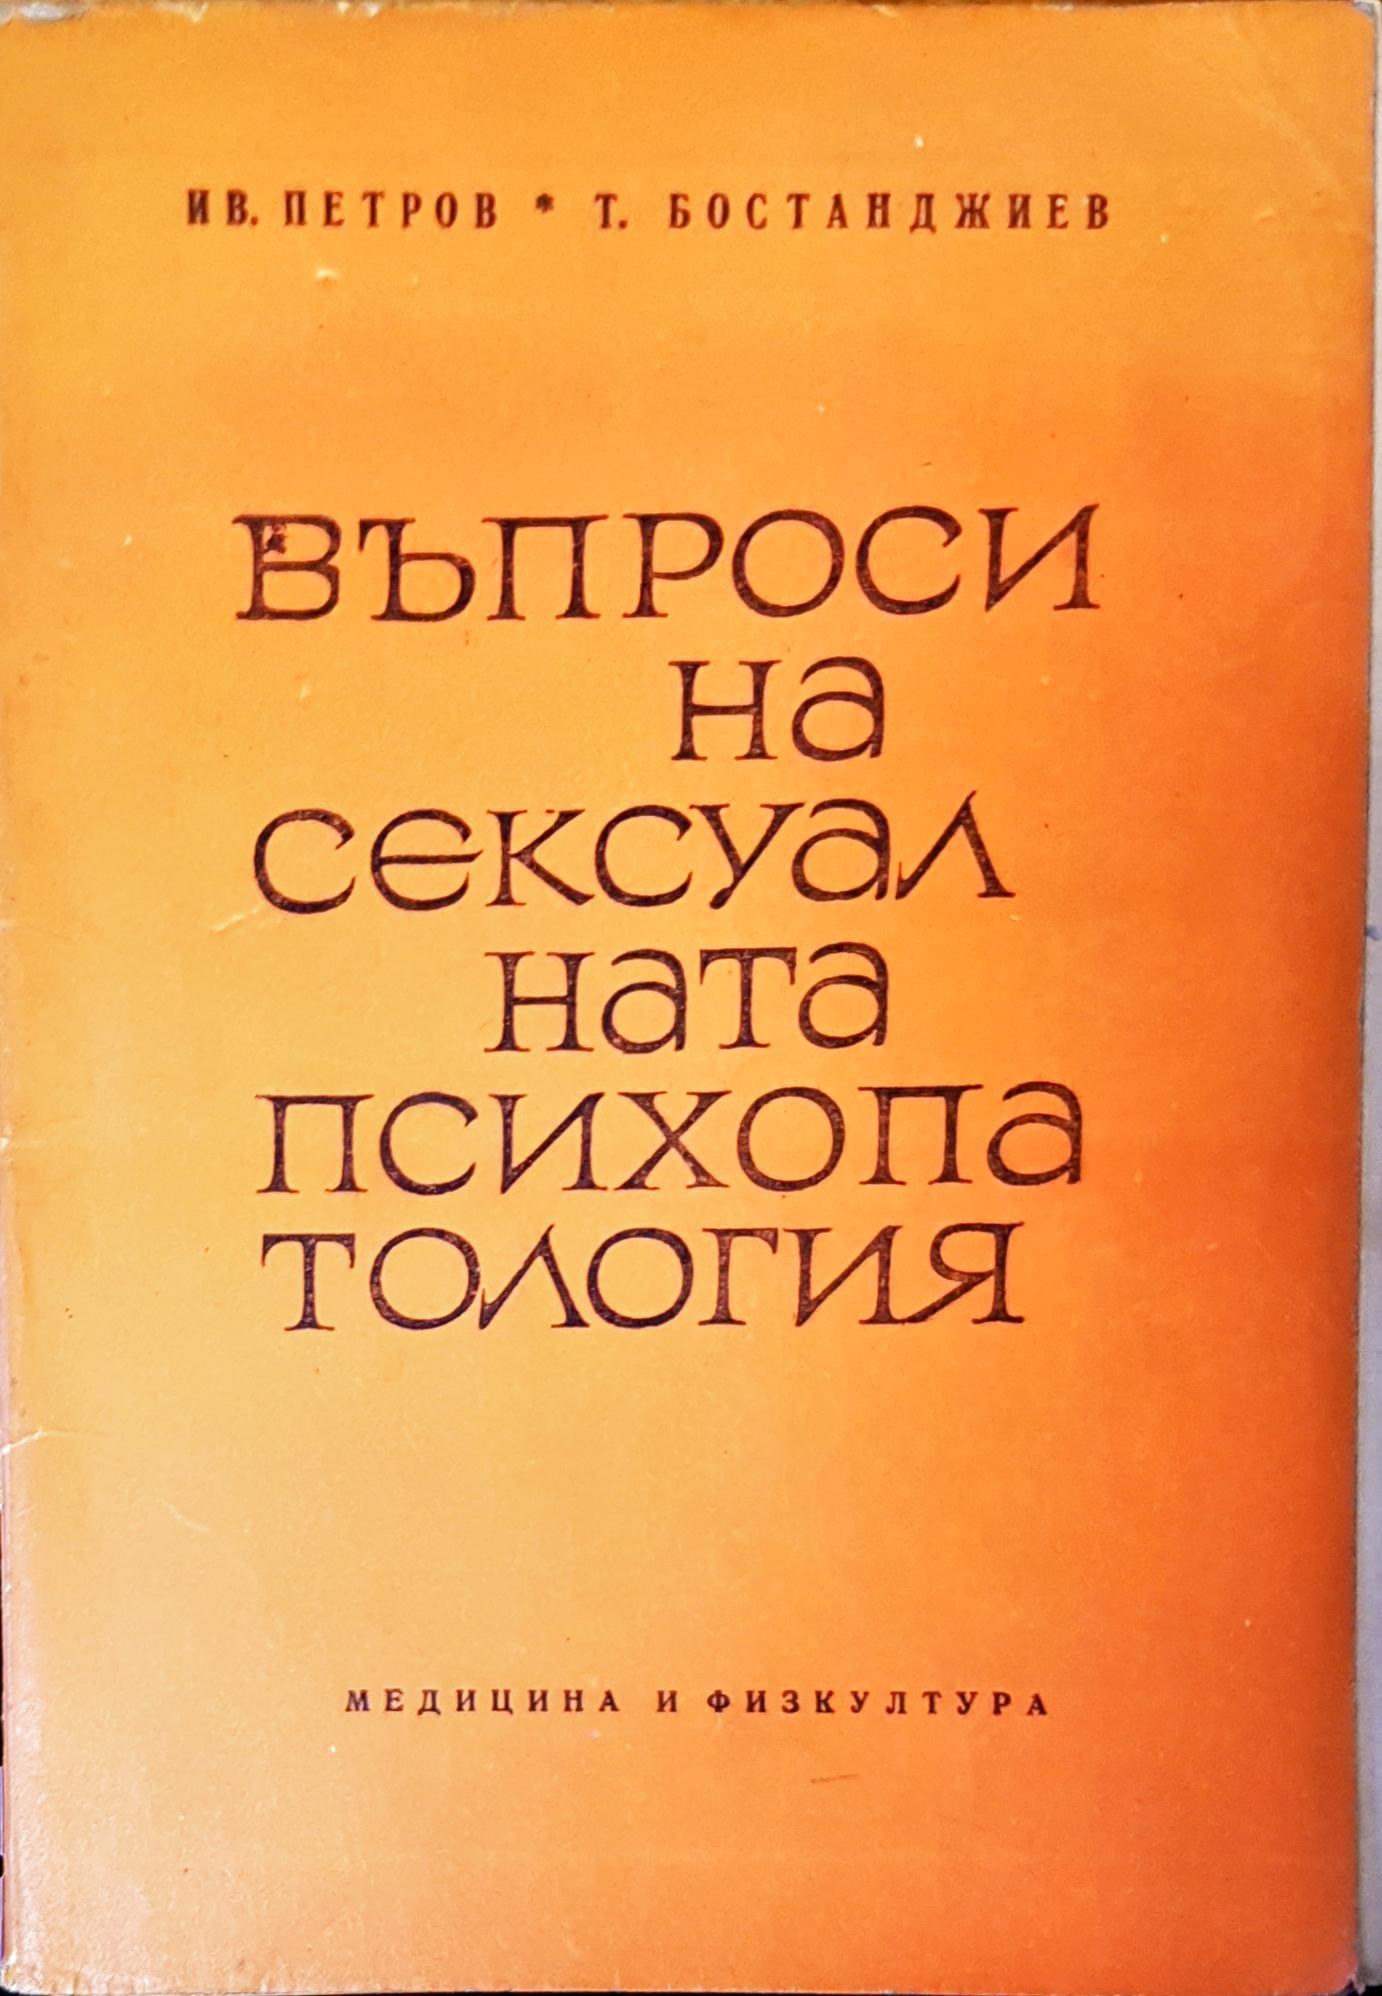 ИВ. ПЕТРОВ * Т. БОСТАНДЖИЕВ
ВЪПРОСИ
НА
СЕКСУАЛ
НАТА
ПСИХОПА
ТОЛОГИЯ
МЕДИЦИНА И ФИЗКУЛТУРА